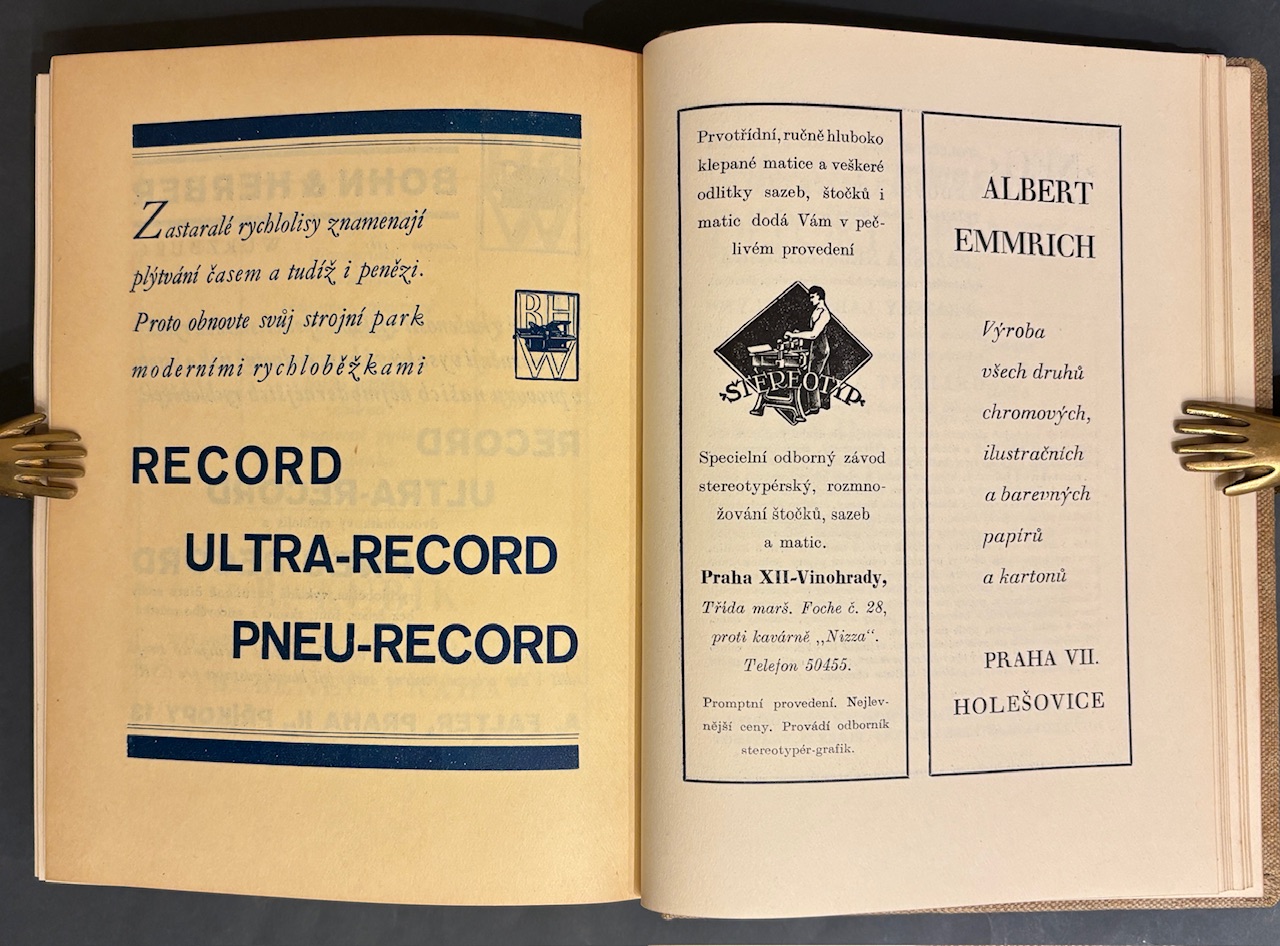 Zastaralé rychlolisy znamenají
plýtvání časem a tudíž i penězi.
Proto obnovte svůj strojní park
moderními rychloběžkami
BH
W
RECORD
ULTRA-RECORD
PNEU-RECORD
Prvotřídní, ručně hluboko
klepané matice a veškeré
odlitky sazeb, štočků i
matic dodá Vám v peč-
livém provedení
STEREOTYP
Specielní odborný závod
stereotypérský, rozmno-
žování štočků, sazeb
a matic.
Praha XII-Vinohrady,
Třída marš. Foche č. 28,
proti kavárně „Nizza“.
Telefon 50455.
Promptní provedení. Nejlev-
nější ceny. Provádí odborník
stereotypér-grafik.
ALBERT
EMMRICH
Výroba
všech druhů
chromových,
ilustračních
a barevných
papírů
a kartonů
PRAHA VII.
HOLEŠOVICE